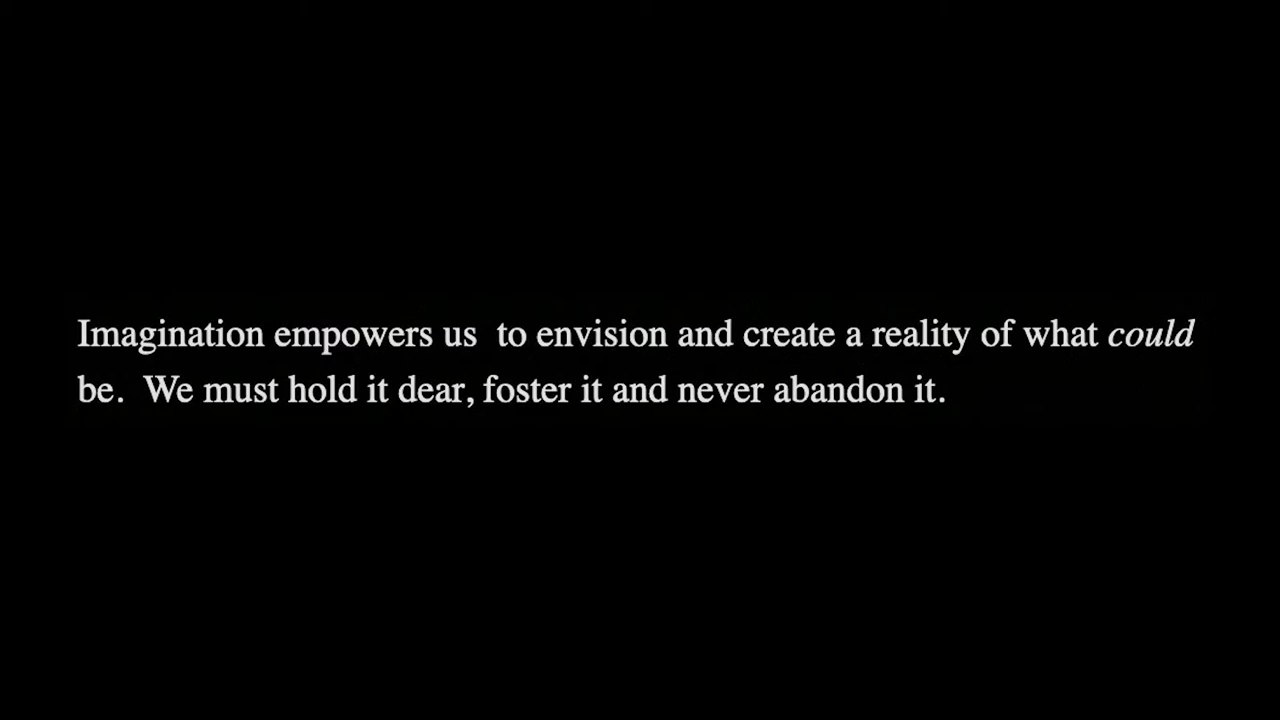 Imagination empowers us  to envision and create a reality of what could
be.  We must hold it dear, foster it and never abandon it.